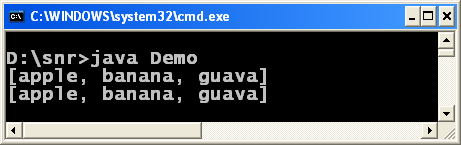 C:\WINDOWS\system32\cmd.exe
D:\snr>java Demo
[apple, banana, guava]
[apple, banana, guava]